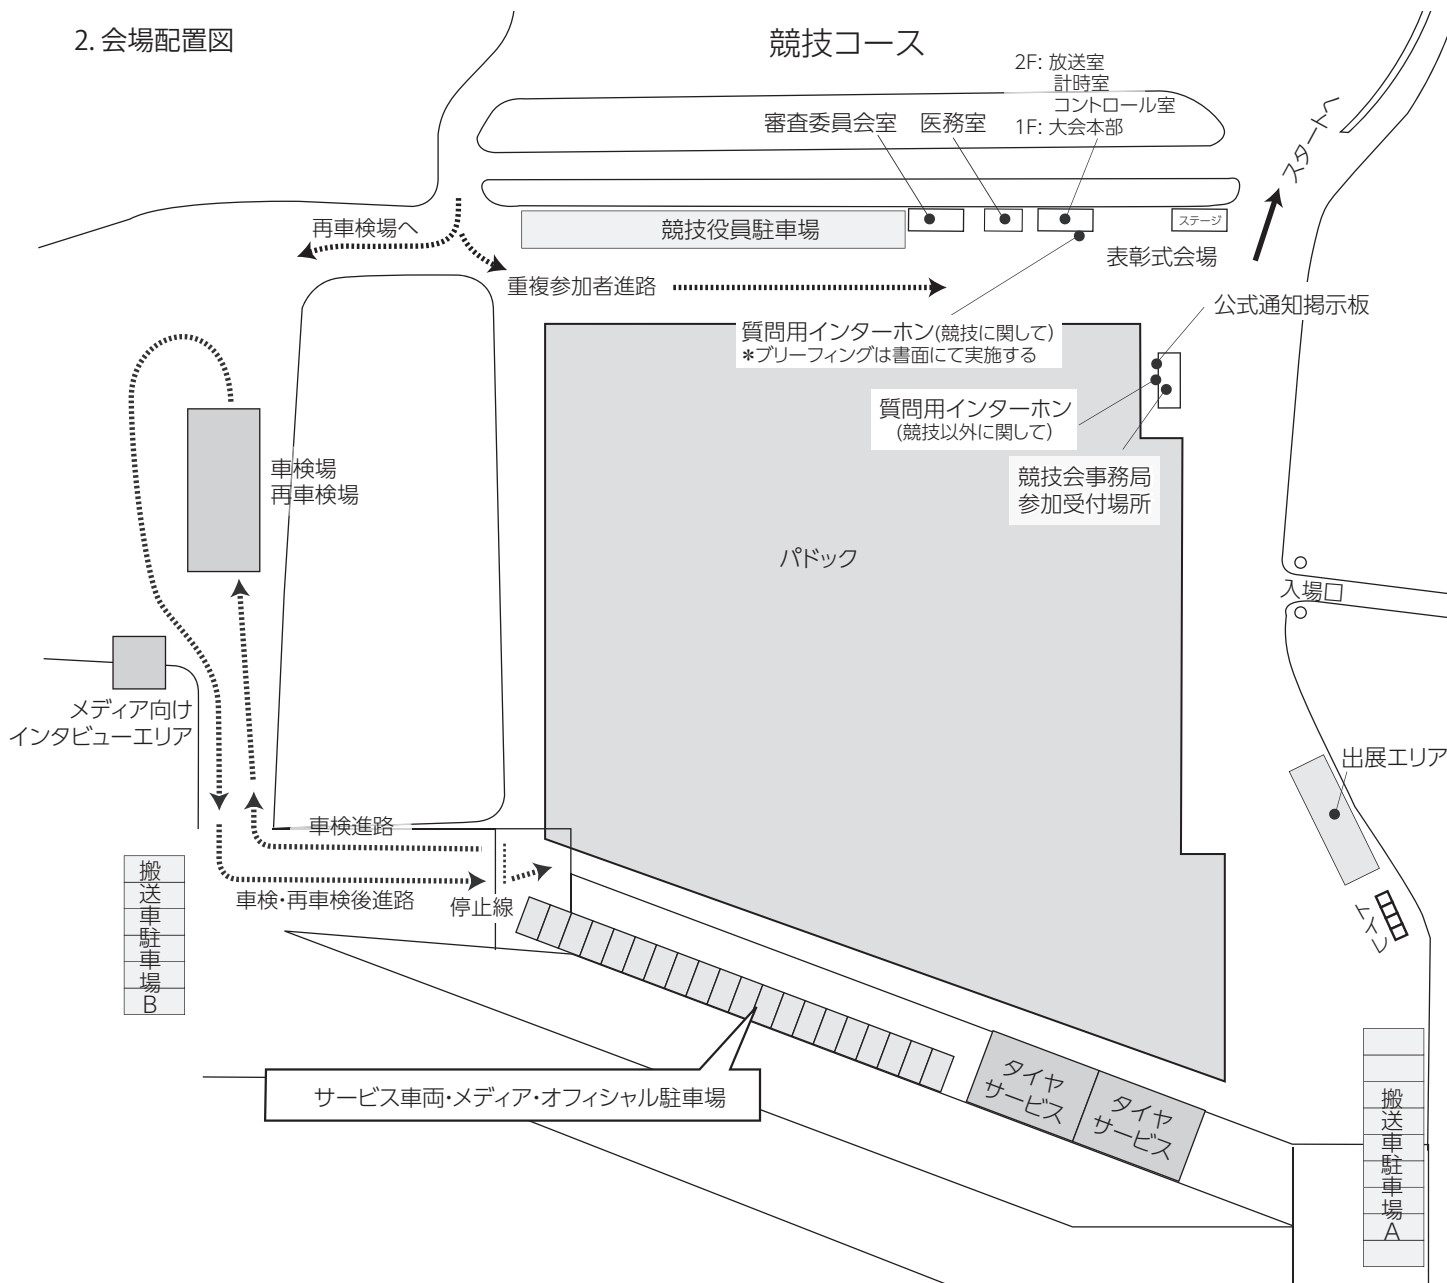 2. 会場配置図
競技コース
2F: 放送室
計時室
コントロール室
1F: 大会本部
審査委員会室
医務室
スタートへ
再車検場へ
競技役員駐車場
ステージ
表彰式会場
重複参加者進路
公式通知掲示板
質問用インターホン(競技に関して)
*ブリーフィングは書面にて実施する
質問用インターホン
(競技以外に関して)
車検場
再車検場
競技会事務局
参加受付場所
パドック
入場口
メディア向け
インタビューエリア
出展エリア
車検進路
車検・再車検後進路
停止線
トイレ
搬送車駐車場B
サービス車両・メディア・オフィシャル駐車場
タイヤ
サービス
タイヤ
サービス
搬送車駐車場A